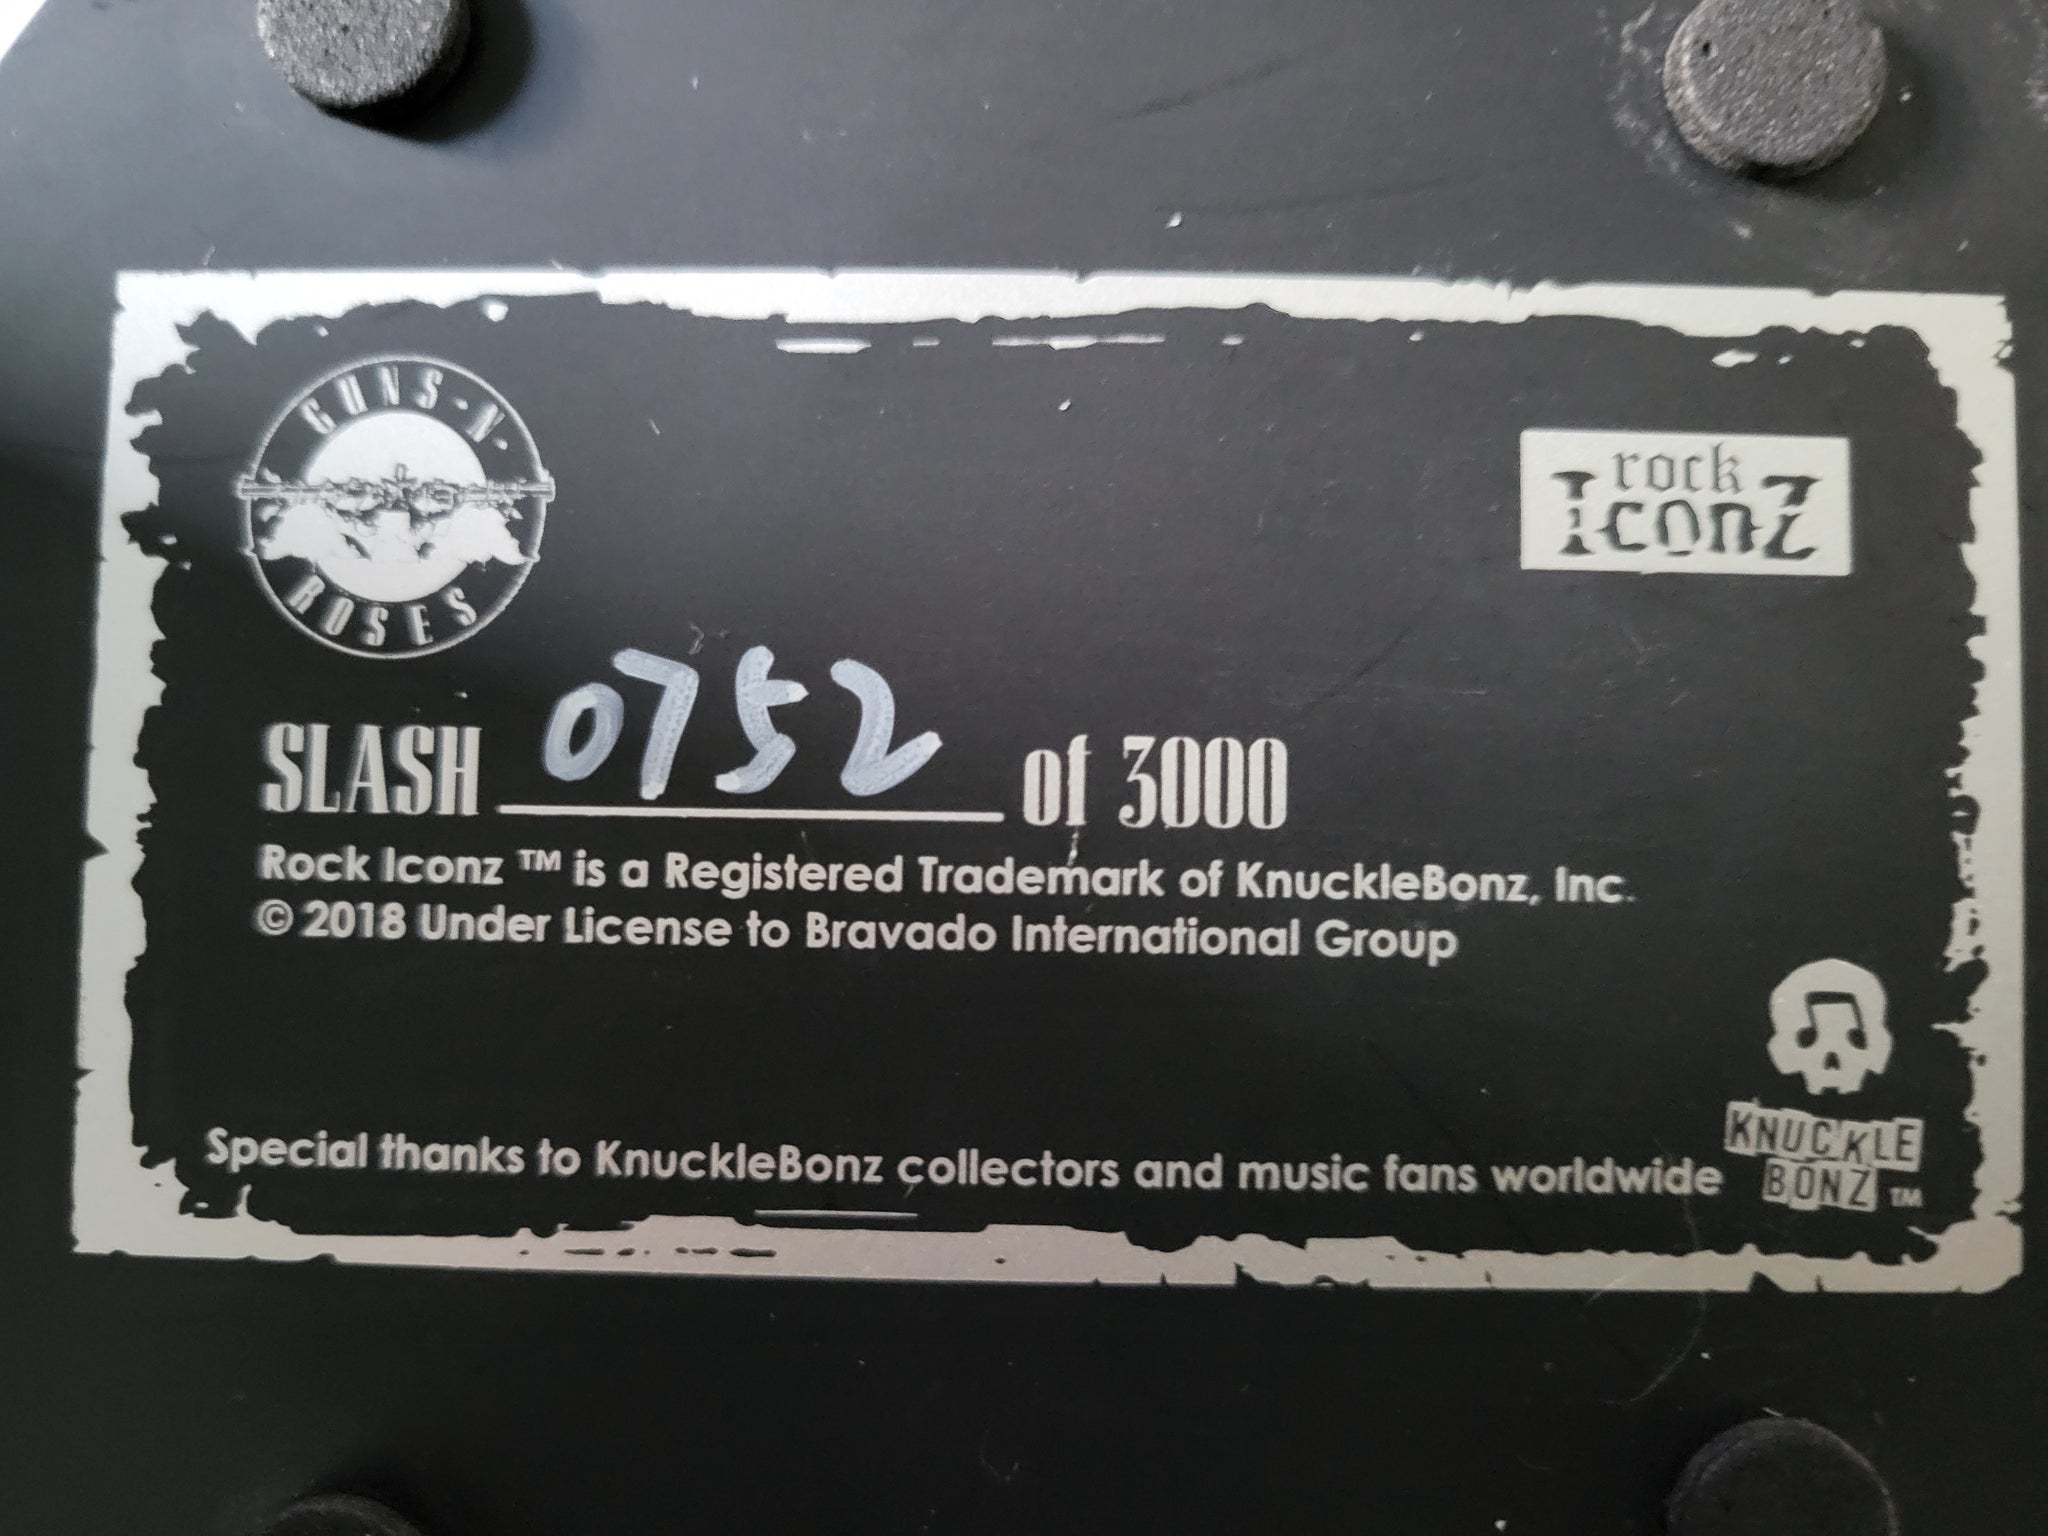 GUNS-N-
ROSES
rock
Iconz
SLASH 0752 of 3000
Rock Iconz ™ is a Registered Trademark of KnuckleBonz, Inc.
© 2018 Under License to Bravado International Group
Special thanks to KnuckleBonz collectors and music fans worldwide
KNUCKLE
BONZ ™